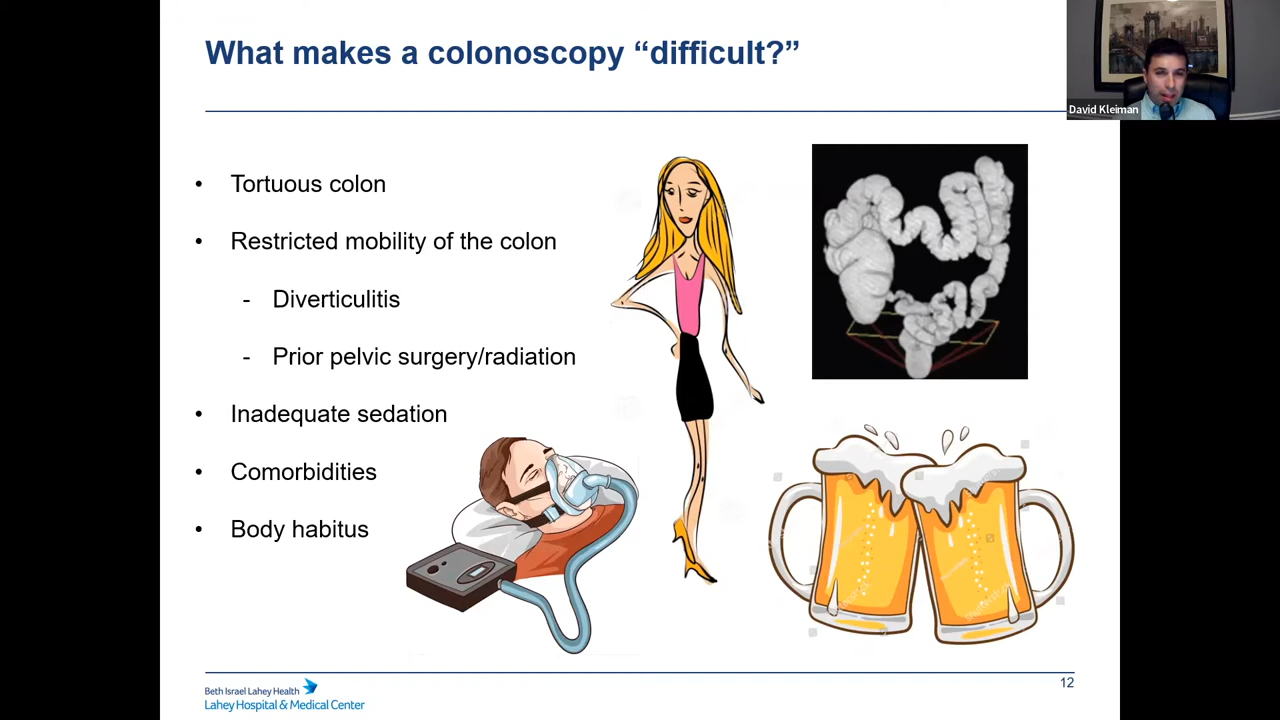 What makes a colonoscopy “difficult?”
David Kleiman
• Tortuous colon
• Restricted mobility of the colon
- Diverticulitis
- Prior pelvic surgery/radiation
• Inadequate sedation
• Comorbidities
• Body habitus
12
Beth Israel Lahey Health
Lahey Hospital & Medical Center